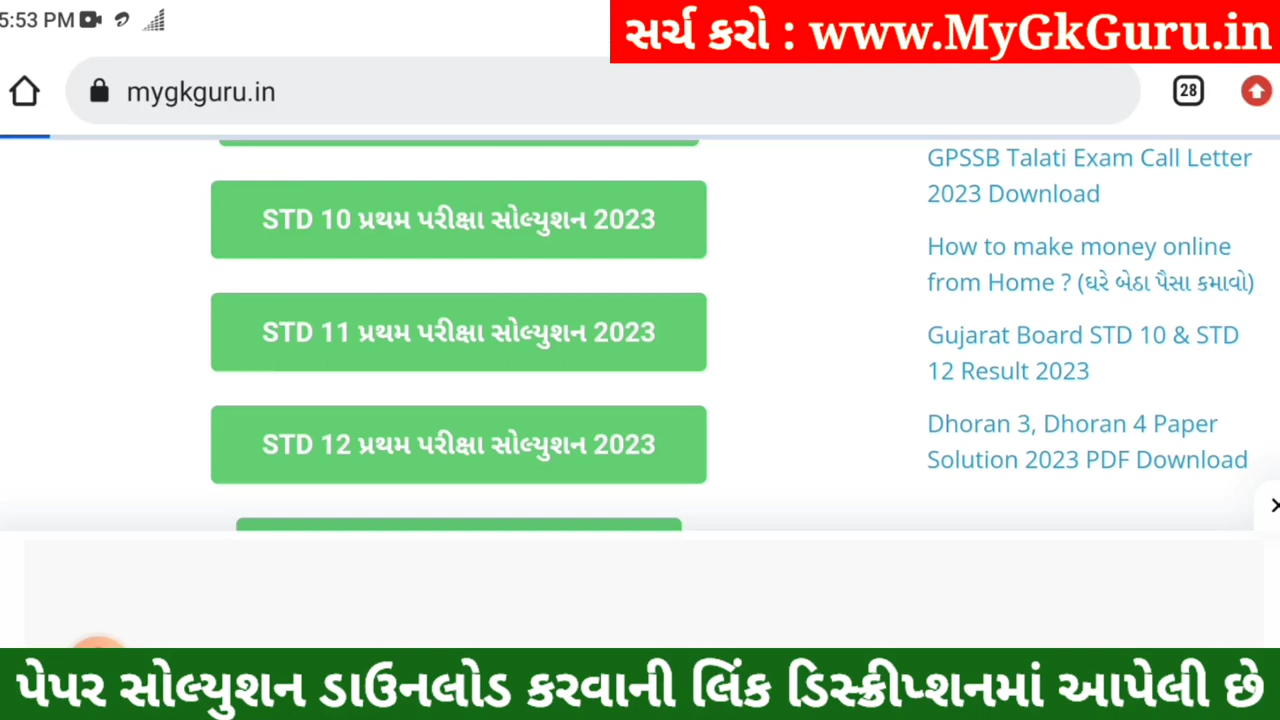 5:53 PM
સર્ચ કરો : www.MyGkGuru.in
mygkguru.in
28
STD 10 પ્રથમ પરીક્ષા સોલ્યુશન 2023
STD 11 પ્રથમ પરીક્ષા સોલ્યુશન 2023
STD 12 પ્રથમ પરીક્ષા સોલ્યુશન 2023
GPSSB Talati Exam Call Letter
2023 Download
How to make money online
from Home ? (ઘરે બેઠા પૈસા કમાવો)
Gujarat Board STD 10 & STD
12 Result 2023
Dhoran 3, Dhoran 4 Paper
Solution 2023 PDF Download
પેપર સોલ્યુશન ડાઉનલોડ કરવાની લિંક ડિસ્ક્રીપ્શનમાં આપેલી છે